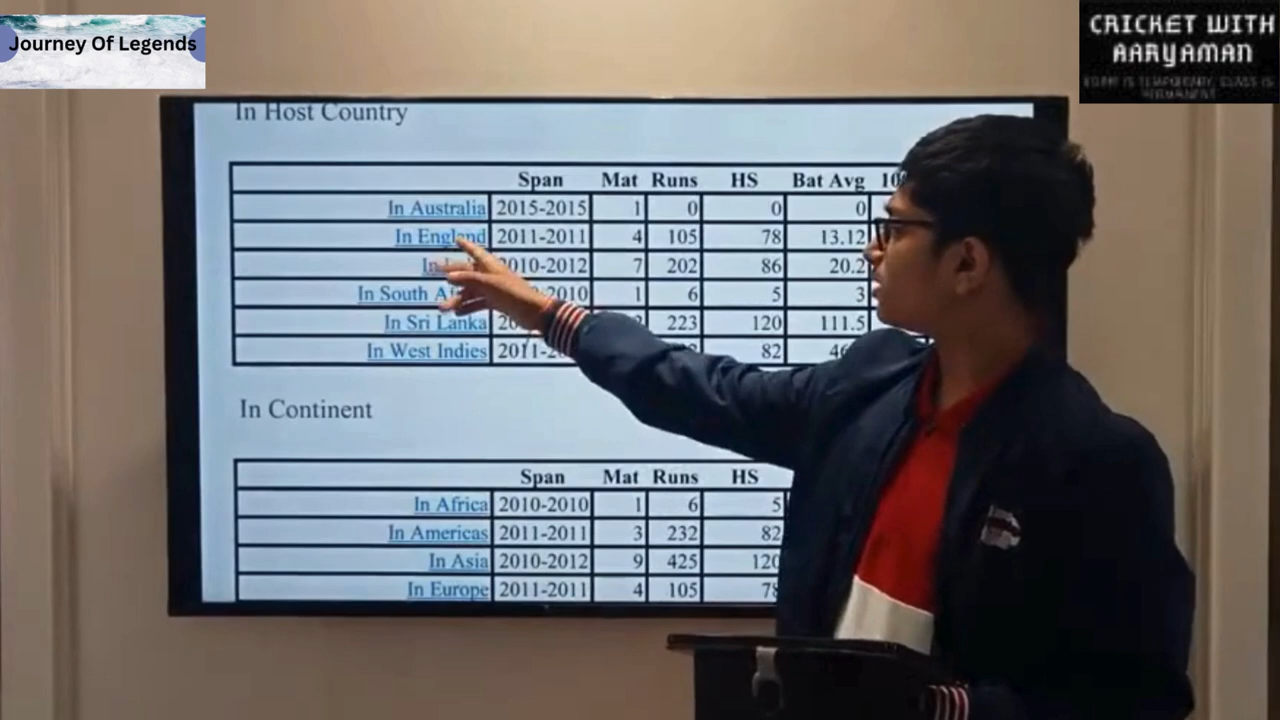 Journey Of Legends
CRICKET WITH
AARYAMAN
In Host Country
Span Mat Runs HS Bat Avg
In Australia 2015-2015 1 0 0 0
In England 2011-2011 4 105 78 13.12
2010-2012 7 202 86 20.2
In South 2010 1 6 5 3
In Sri Lanka 223 120 111.5
In West Indies 82
In Continent
Span Mat Runs HS
In Africa 2010-2010 1 6 5
In Americas 2011-2011 3 232 82
In Asia 2010-2012 9 425 120
In Europe 2011-2011 4 105 78